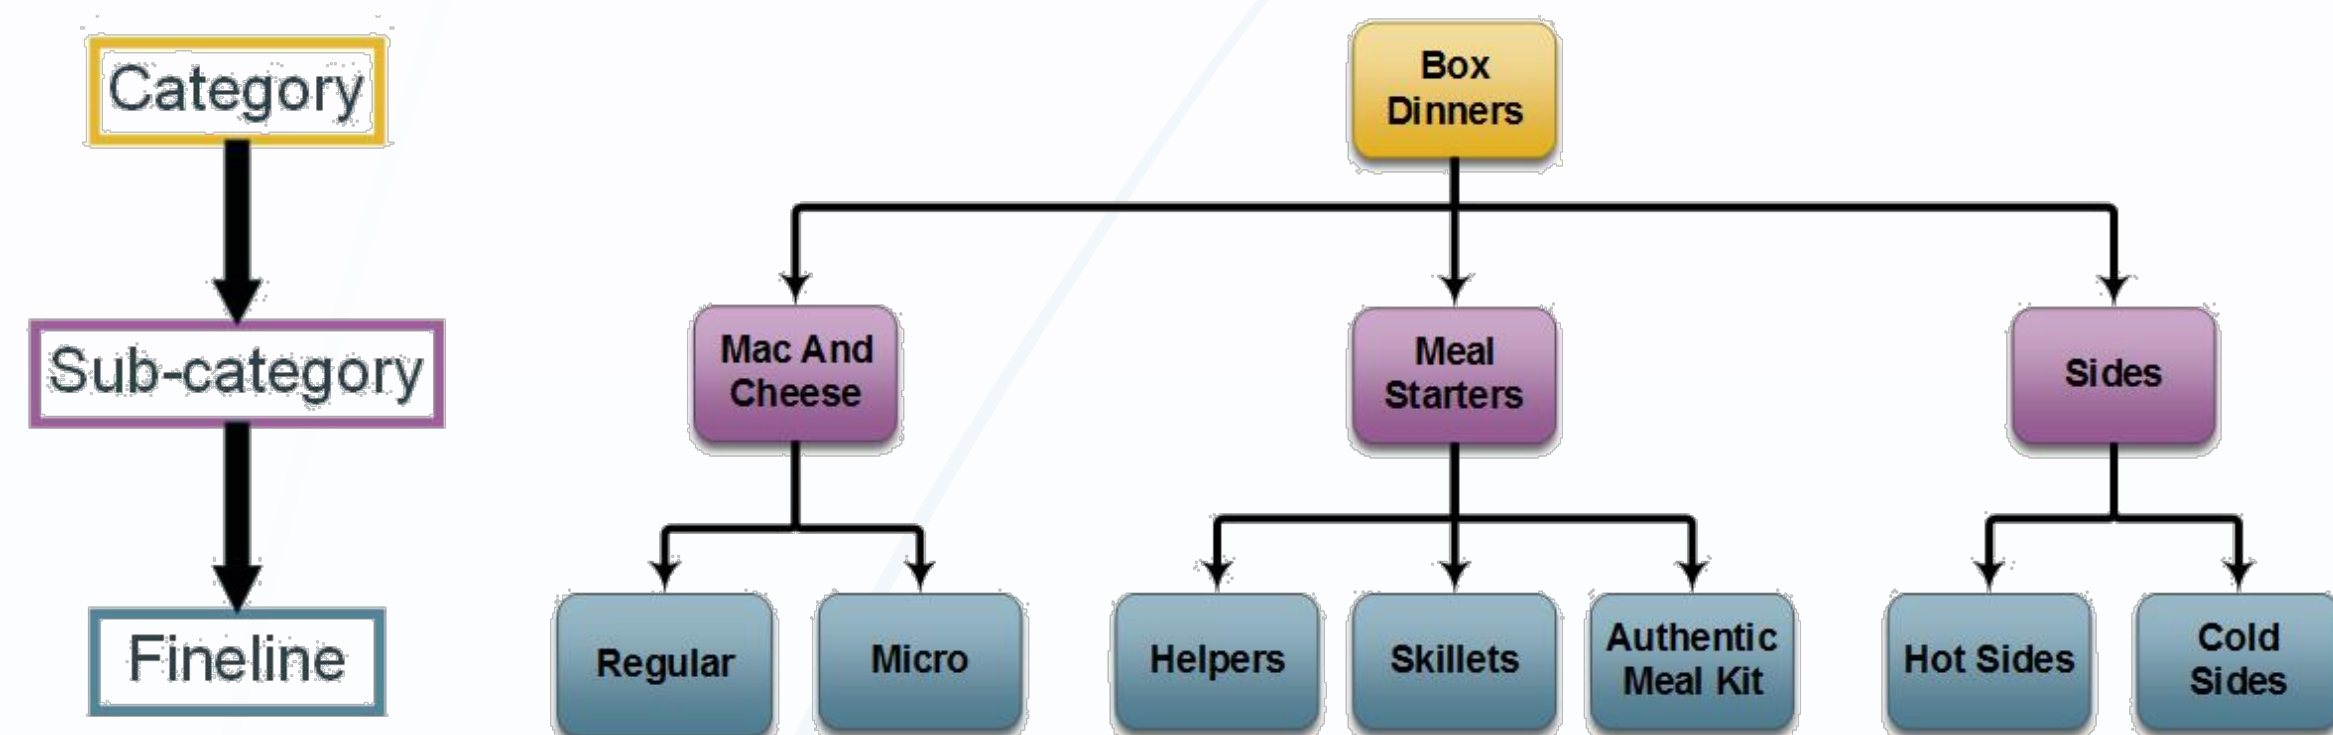 Category
Box
Dinners
Sub-category
Mac And
Cheese
Meal
Starters
Sides
Fineline
Regular
Micro
Helpers
Skillets
Authentic
Meal Kit
Hot Sides
Cold
Sides